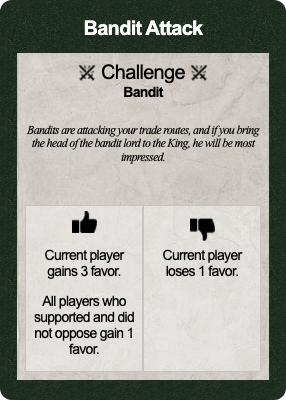 Bandit Attack
Challenge
Bandit
Bandits are attacking your trade routes, and if you bring
the head of the bandit lord to the King, he will be most
impressed.
Current player
gains 3 favor.
All players who
supported and did
not oppose gain 1
favor.
Current player
loses 1 favor.